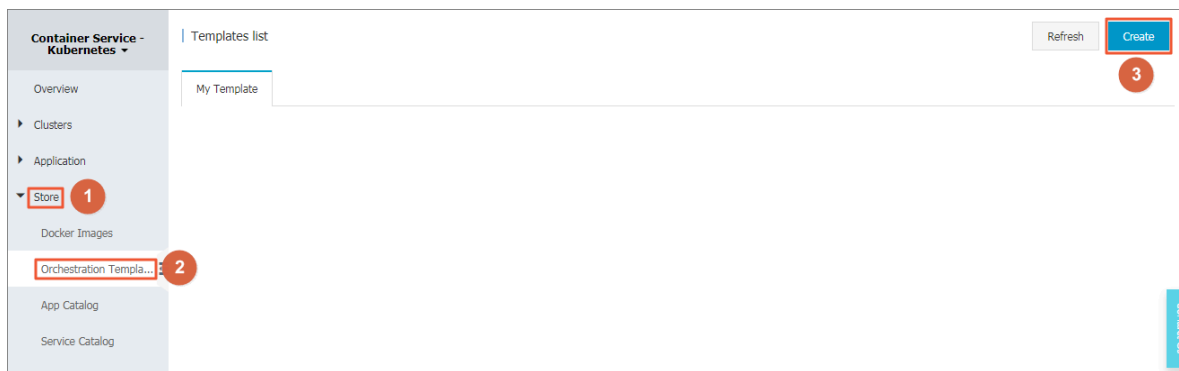 Container Service -
Kubernetes
Overview
Clusters
Application
Store
1
Docker Images
Orchestration Templa...
2
App Catalog
Service Catalog
Templates list
Refresh
Create
3
My Template